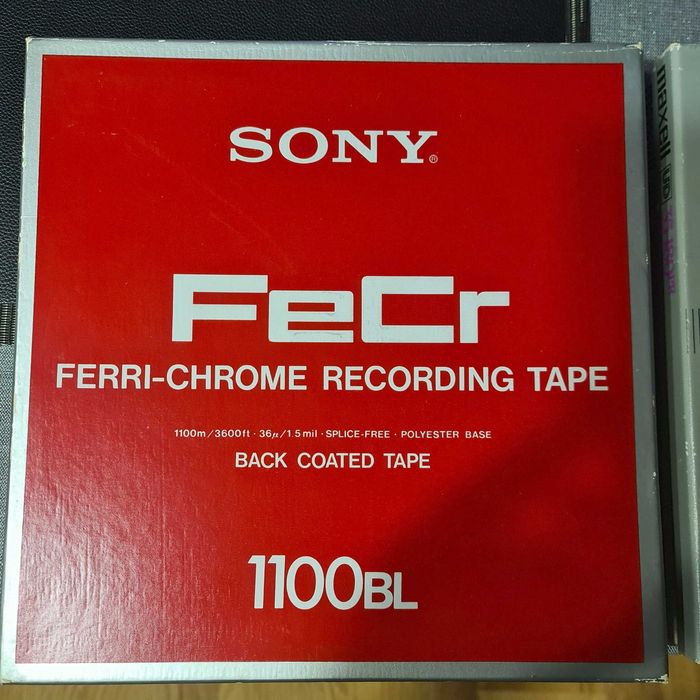 SONY®
FeCr
FERRI-CHROME RECORDING TAPE
1100m/3600ft · 36µ/1.5mil · SPLICE-FREE · POLYESTER BASE
BACK COATED TAPE
1100BL
maxell UD